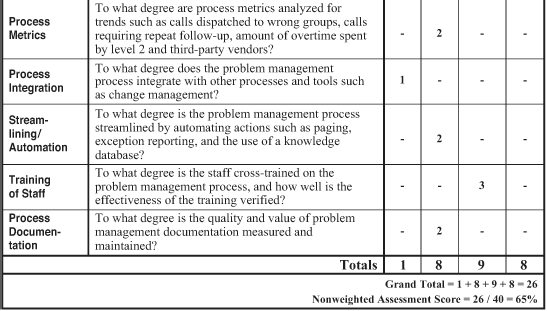 Process
Metrics
To what degree are process metrics analyzed for
trends such as calls dispatched to wrong groups, calls
requiring repeat follow-up, amount of overtime spent
by level 2 and third-party vendors?
- 2 - -
Process
Integration
To what degree does the problem management
process integrate with other processes and tools such
as change management?
1 - - -
Stream-
lining/
Automation
To what degree is the problem management process
streamlined by automating actions such as paging,
exception reporting, and the use of a knowledge
database?
- 2 - -
Training
of Staff
To what degree is the staff cross-trained on the
problem management process, and how well is the
effectiveness of the training verified?
- - 3 -
Process
Documen-
tation
To what degree is the quality and value of problem
management documentation measured and
maintained?
- 2 - -
Totals 1 8 9 8
Grand Total = 1 + 8 + 9 + 8 = 26
Nonweighted Assessment Score = 26 / 40 = 65%